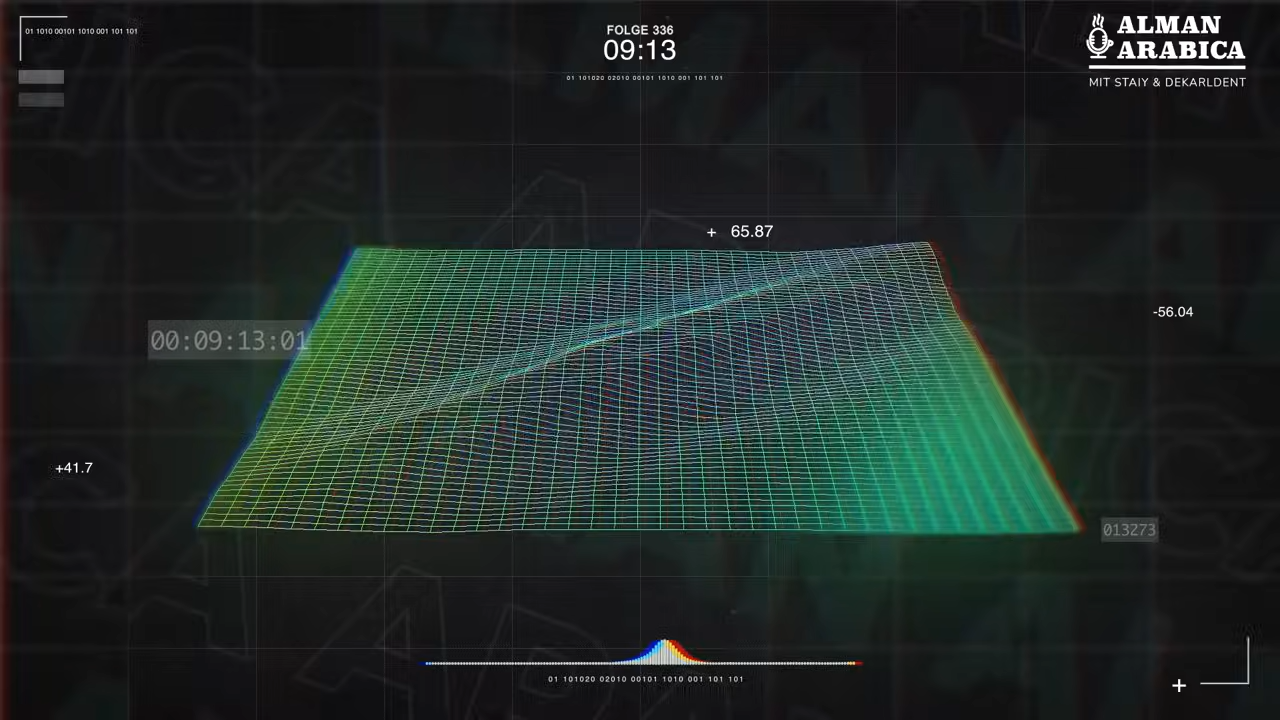 01 1010 00101 1010 001 101 101
FOLGE 336
09:13
01 101020 02010 00101 1010 001 101 101
ALMAN
ARABICA
MIT STAIY & DEKARLDENT
+ 65.87
-56.04
00:09:13:01
+41.7
013273
01 101020 02010 00101 1010 001 101 101
+